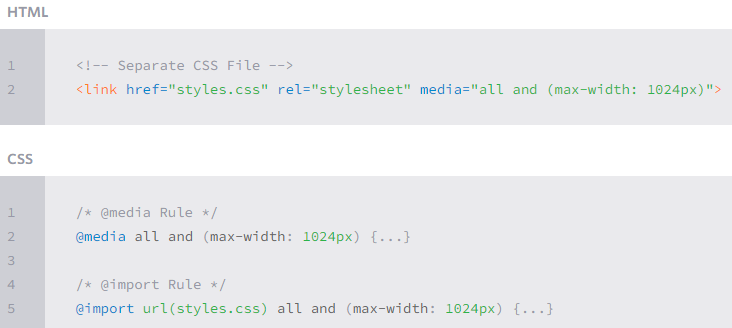 HTML
1 <!-- Separate CSS File -->
2 <link href="styles.css" rel="stylesheet" media="all and (max-width: 1024px)">
CSS
1 /* @media Rule */
2 @media all and (max-width: 1024px) {...}
3
4 /* @import Rule */
5 @import url(styles.css) all and (max-width: 1024px) {...}